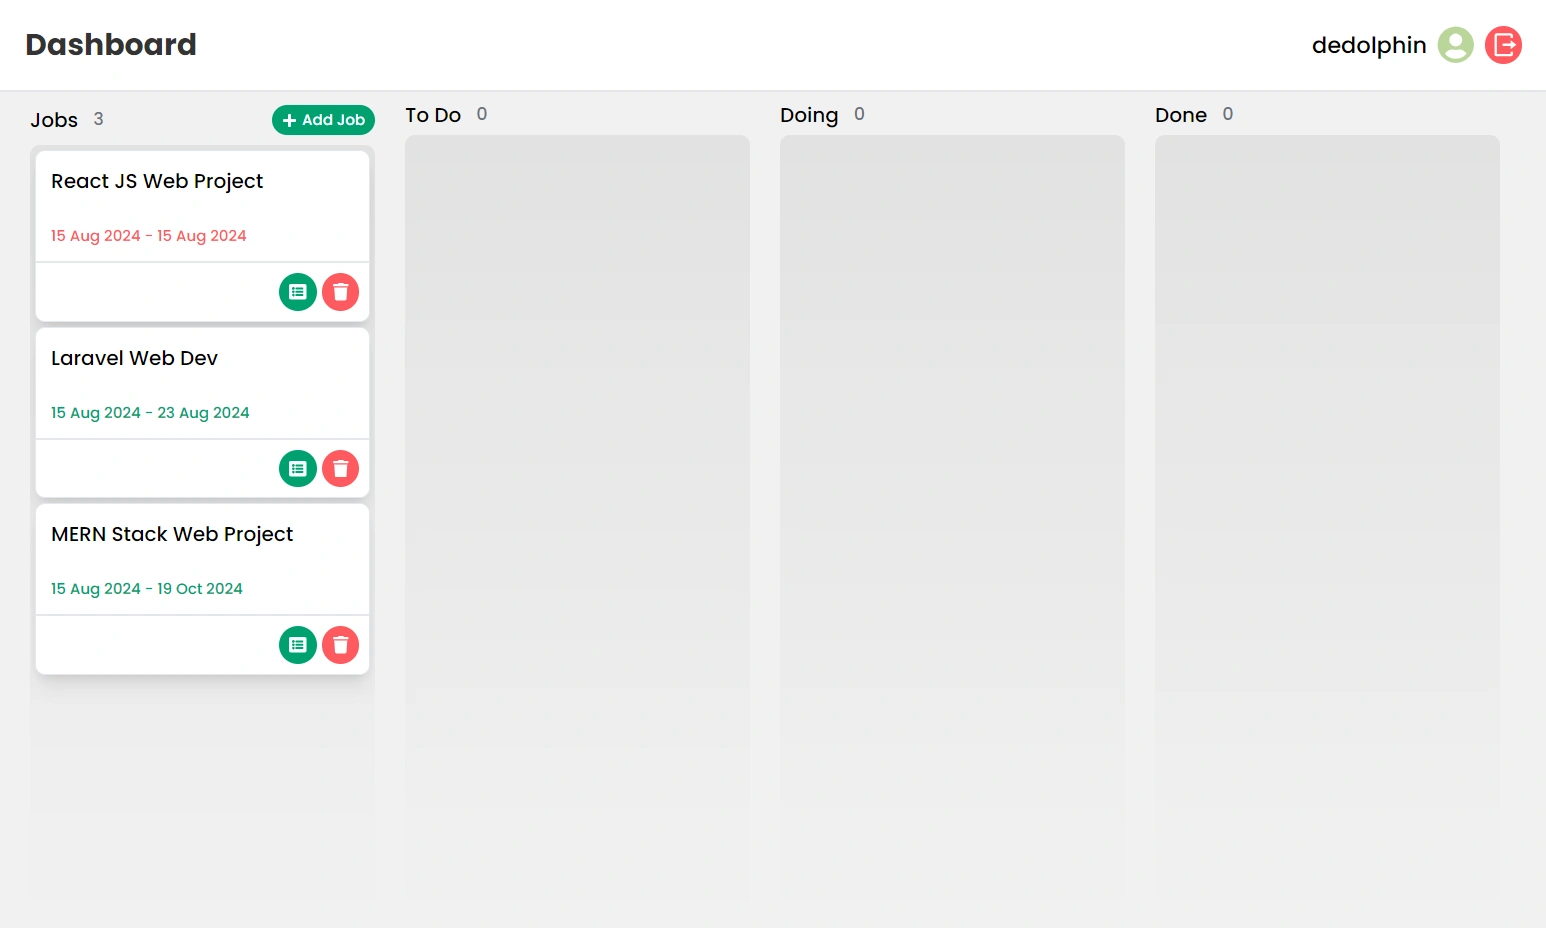 Dashboard
dedolphin
Jobs 3
Add Job
To Do 0
Doing 0
Done 0
React JS Web Project
15 Aug 2024 - 15 Aug 2024
Laravel Web Dev
15 Aug 2024 - 23 Aug 2024
MERN Stack Web Project
15 Aug 2024 - 19 Oct 2024